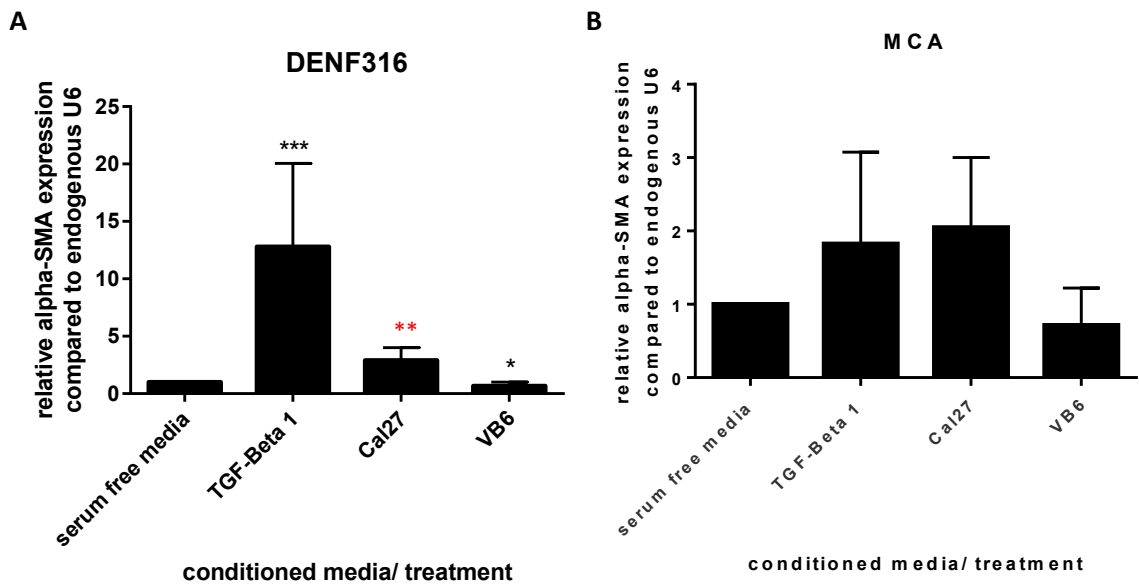 A
DENF316
relative alpha-SMA expression
compared to endogenous U6
25
20
15
10
5
0
***
**
*
serum free media
TGF-Beta 1
Cal27
VB6
conditioned media/ treatment
B
MCA
relative alpha-SMA expression
compared to endogenous U6
4
3
2
1
0
serum free media
TGF-Beta 1
Cal27
VB6
conditioned media/ treatment